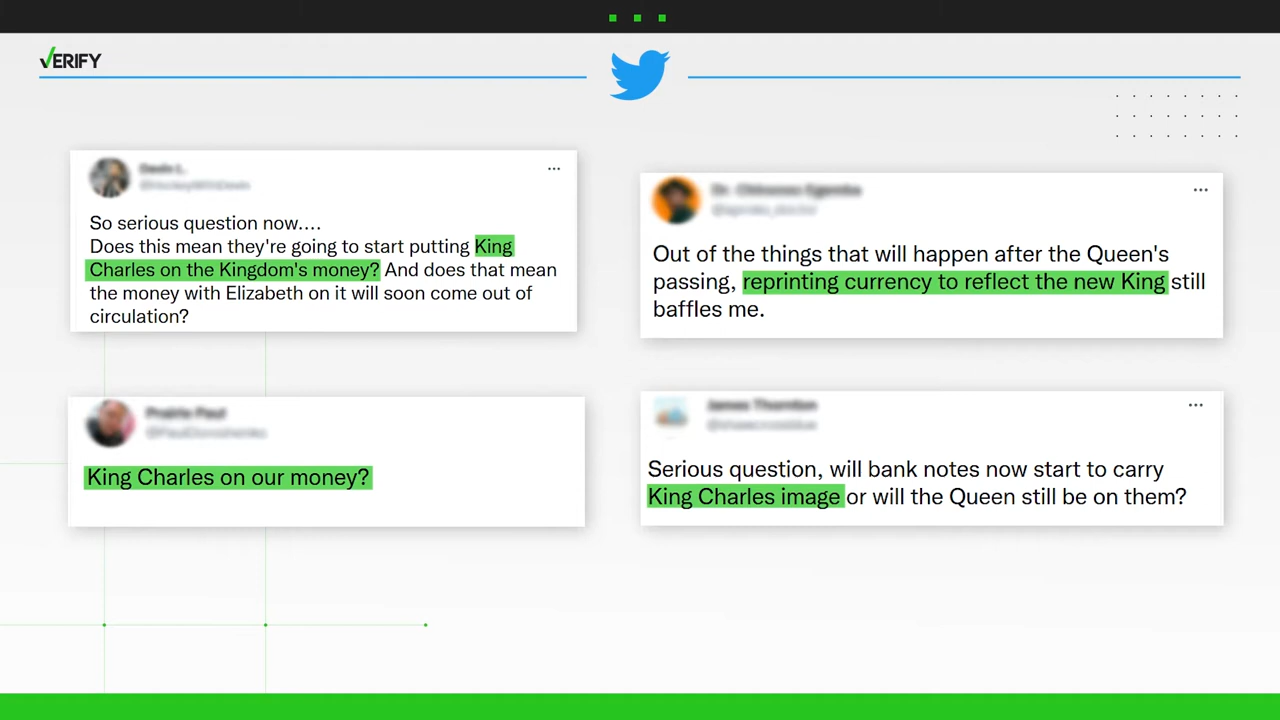 VERIFY
So serious question now....
Does this mean they're going to start putting King
Charles on the Kingdom's money? And does that mean
the money with Elizabeth on it will soon come out of
circulation?
Out of the things that will happen after the Queen's
passing, reprinting currency to reflect the new King still
baffles me.
King Charles on our money?
Serious question, will bank notes now start to carry
King Charles image or will the Queen still be on them?